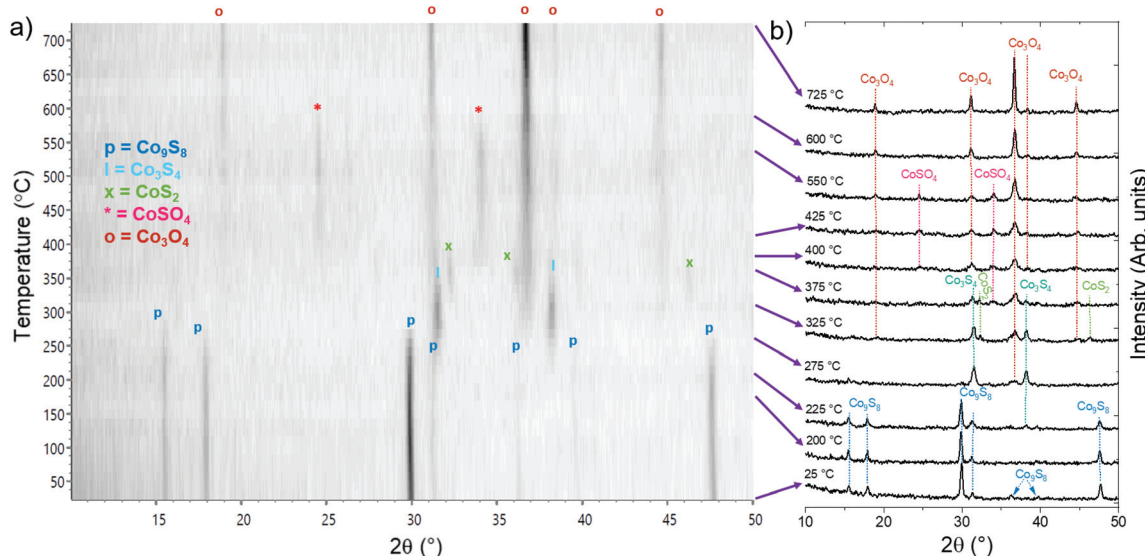 a)
o o o o o
700
650
600
550
500
450
400
350
300
250
200
150
100
50
Temperature (°C)
* *
p = Co₉S₈
l = Co₃S₄
x = CoS₂
* = CoSO₄
o = Co₃O₄
x x x
l l
p p p p p p p
15 20 25 30 35 40 45 50
2θ (°)
b)
Co₃O₄
Co₃O₄ Co₃O₄ Co₃O₄
725 °C
600 °C
550 °C CoSO₄ CoSO₄
425 °C
400 °C
375 °C Co₃S₄ CoS₂ Co₃S₄ CoS₂
325 °C
275 °C
225 °C Co₉S₈ Co₉S₈ Co₉S₈
200 °C
25 °C Co₉S₈
10 20 30 40 50
2θ (°)
Intensity (Arb. units)